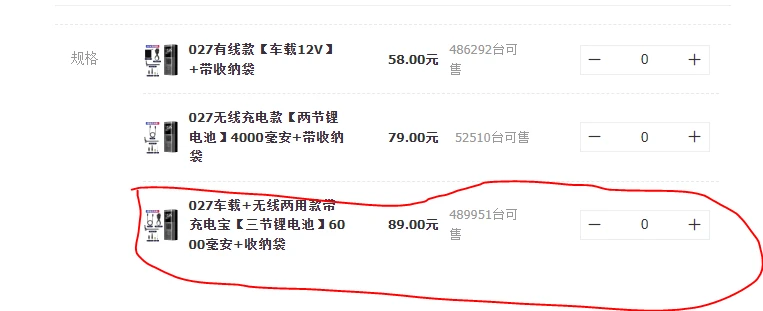 规格
027有线款【车载12V】
+带收纳袋
58.00元
486292台可
售
0
027无线充电款【两节锂
电池】4000毫安+带收纳
袋
79.00元
52510台可售
0
027车载+无线两用款带
充电宝【三节锂电池】60
00毫安+收纳袋
89.00元
489951台可
售
0